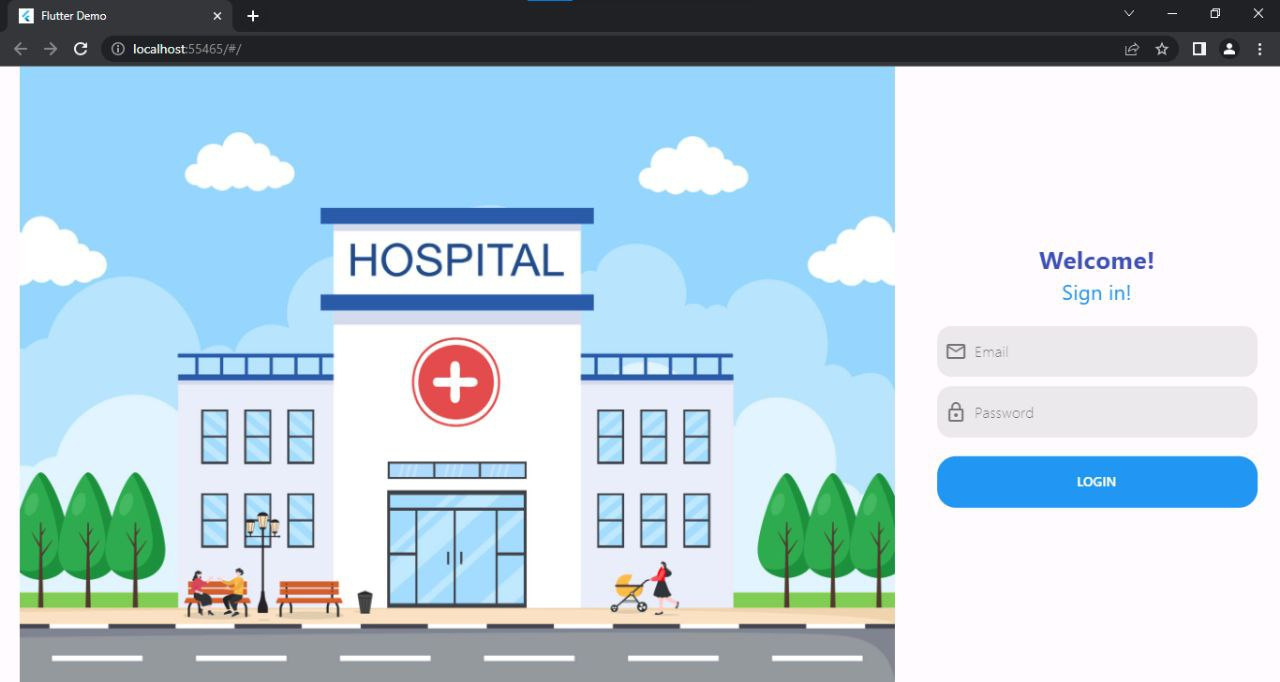 Flutter Demo
localhost:55465/#/
HOSPITAL
Welcome!
Sign in!
Email
Password
LOGIN